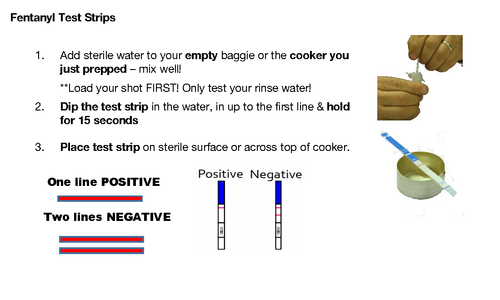 Fentanyl Test Strips
1. Add sterile water to your empty baggie or the cooker you
just prepped – mix well!
**Load your shot FIRST! Only test your rinse water!
2. Dip the test strip in the water, in up to the first line & hold
for 15 seconds
3. Place test strip on sterile surface or across top of cooker.
One line POSITIVE
Two lines NEGATIVE
Positive Negative